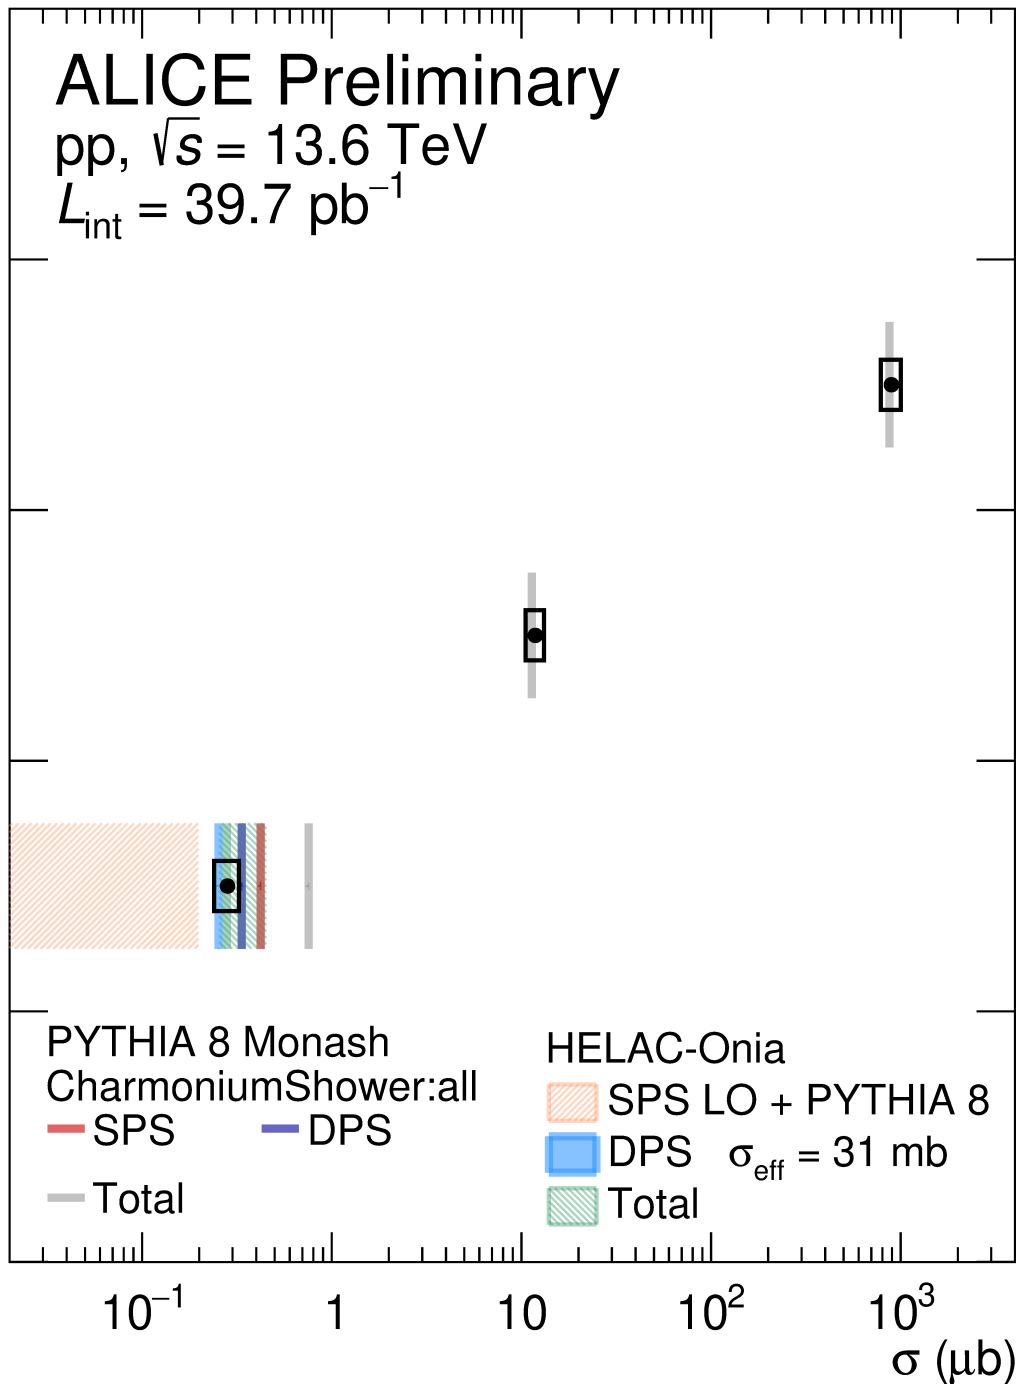 ALICE Preliminary
pp, √s = 13.6 TeV
L_int = 39.7 pb⁻¹
PYTHIA 8 Monash
CharmoniumShower:all
SPS DPS
Total
HELAC-Onia
SPS LO + PYTHIA 8
DPS σ_eff = 31 mb
Total
10⁻¹ 1 10 10² 10³
σ (μb)